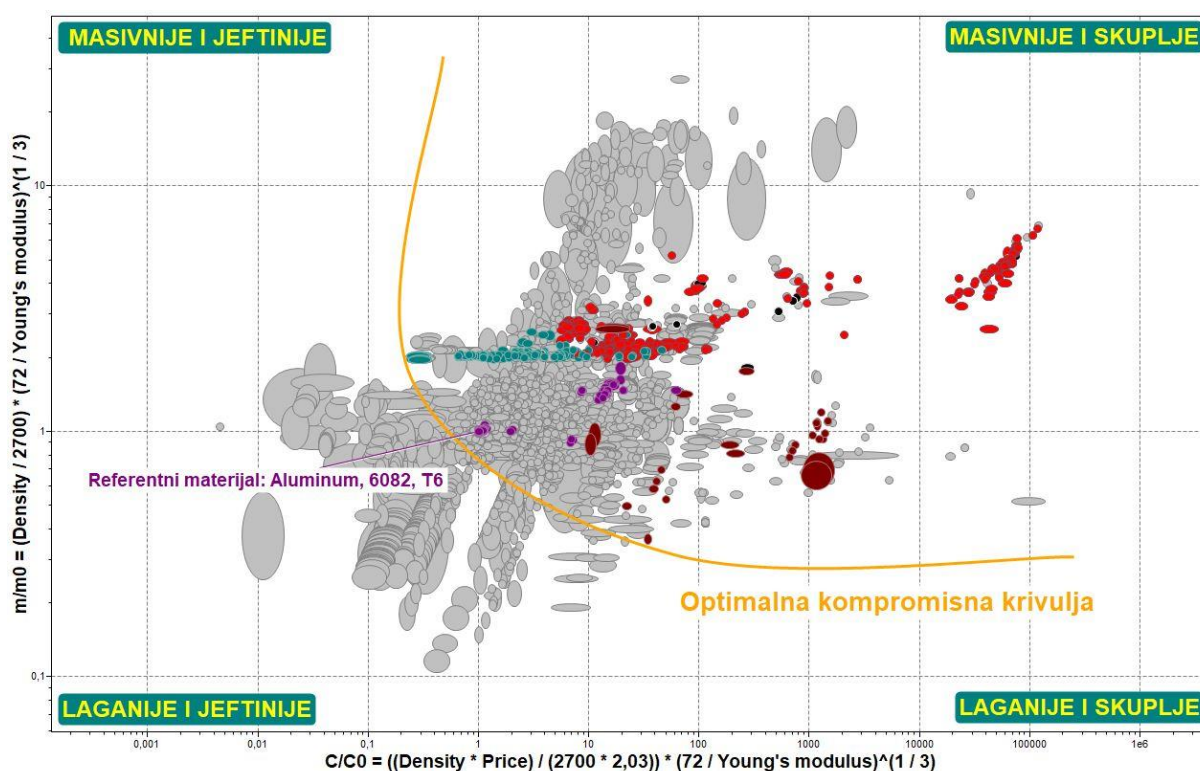 MASIVNIJE I JEFTINIJE
MASIVNIJE I SKUPLJE
m/m0 = (Density / 2700) * (72 / Young's modulus)^(1 / 3)
10
1
0,1
Referentni materijal: Aluminum, 6082, T6
Optimalna kompromisna krivulja
LAGANIJE I JEFTINIJE
LAGANIJE I SKUPLJE
0,001
0,01
0,1
1
10
100
1000
10000
100000
1e6
C/C0 = ((Density * Price) / (2700 * 2,03)) * (72 / Young's modulus)^(1 / 3)